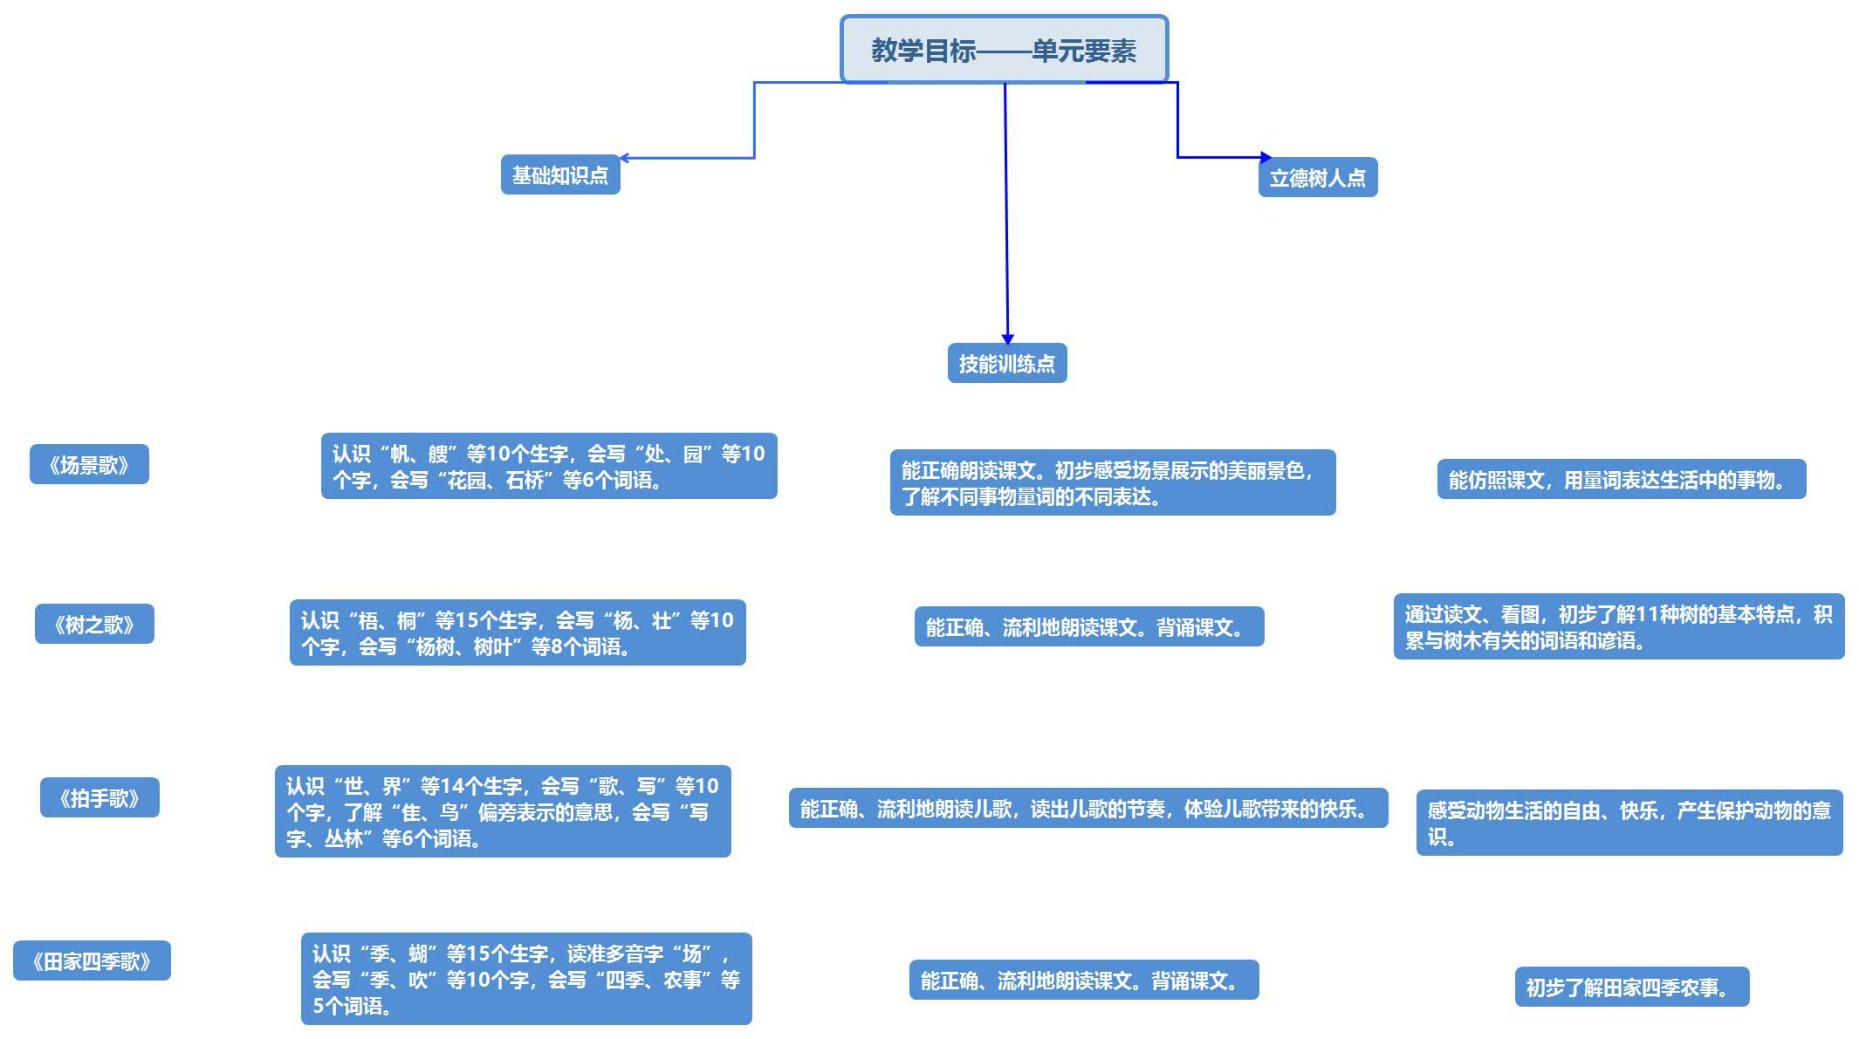 教学目标——单元要素
基础知识点
立德树人点
技能训练点
《场景歌》
认识“帆、艘”等10个生字，会写“处、园”等10
个字，会写“花园、石桥”等6个词语。
能正确朗读课文。初步感受场景展示的美丽景色，
了解不同事物量词的不同表达。
能仿照课文，用量词表达生活中的事物。
《树之歌》
认识“梧、桐”等15个生字，会写“杨、壮”等10
个字，会写“杨树、树叶”等8个词语。
能正确、流利地朗读课文。背诵课文。
通过读文、看图，初步了解11种树的基本特点，积
累与树木有关的词语和谚语。
《拍手歌》
认识“世、界”等14个生字，会写“歌、写”等10
个字，了解“隹、鸟”偏旁表示的意思，会写“写
字、丛林”等6个词语。
能正确、流利地朗读儿歌，读出儿歌的节奏，体验儿歌带来的快乐。
感受动物生活的自由、快乐，产生保护动物的意
识。
《田家四季歌》
认识“季、蝴”等15个生字，读准多音字“场”，
会写“季、吹”等10个字，会写“四季、农事”等
5个词语。
能正确、流利地朗读课文。背诵课文。
初步了解田家四季农事。